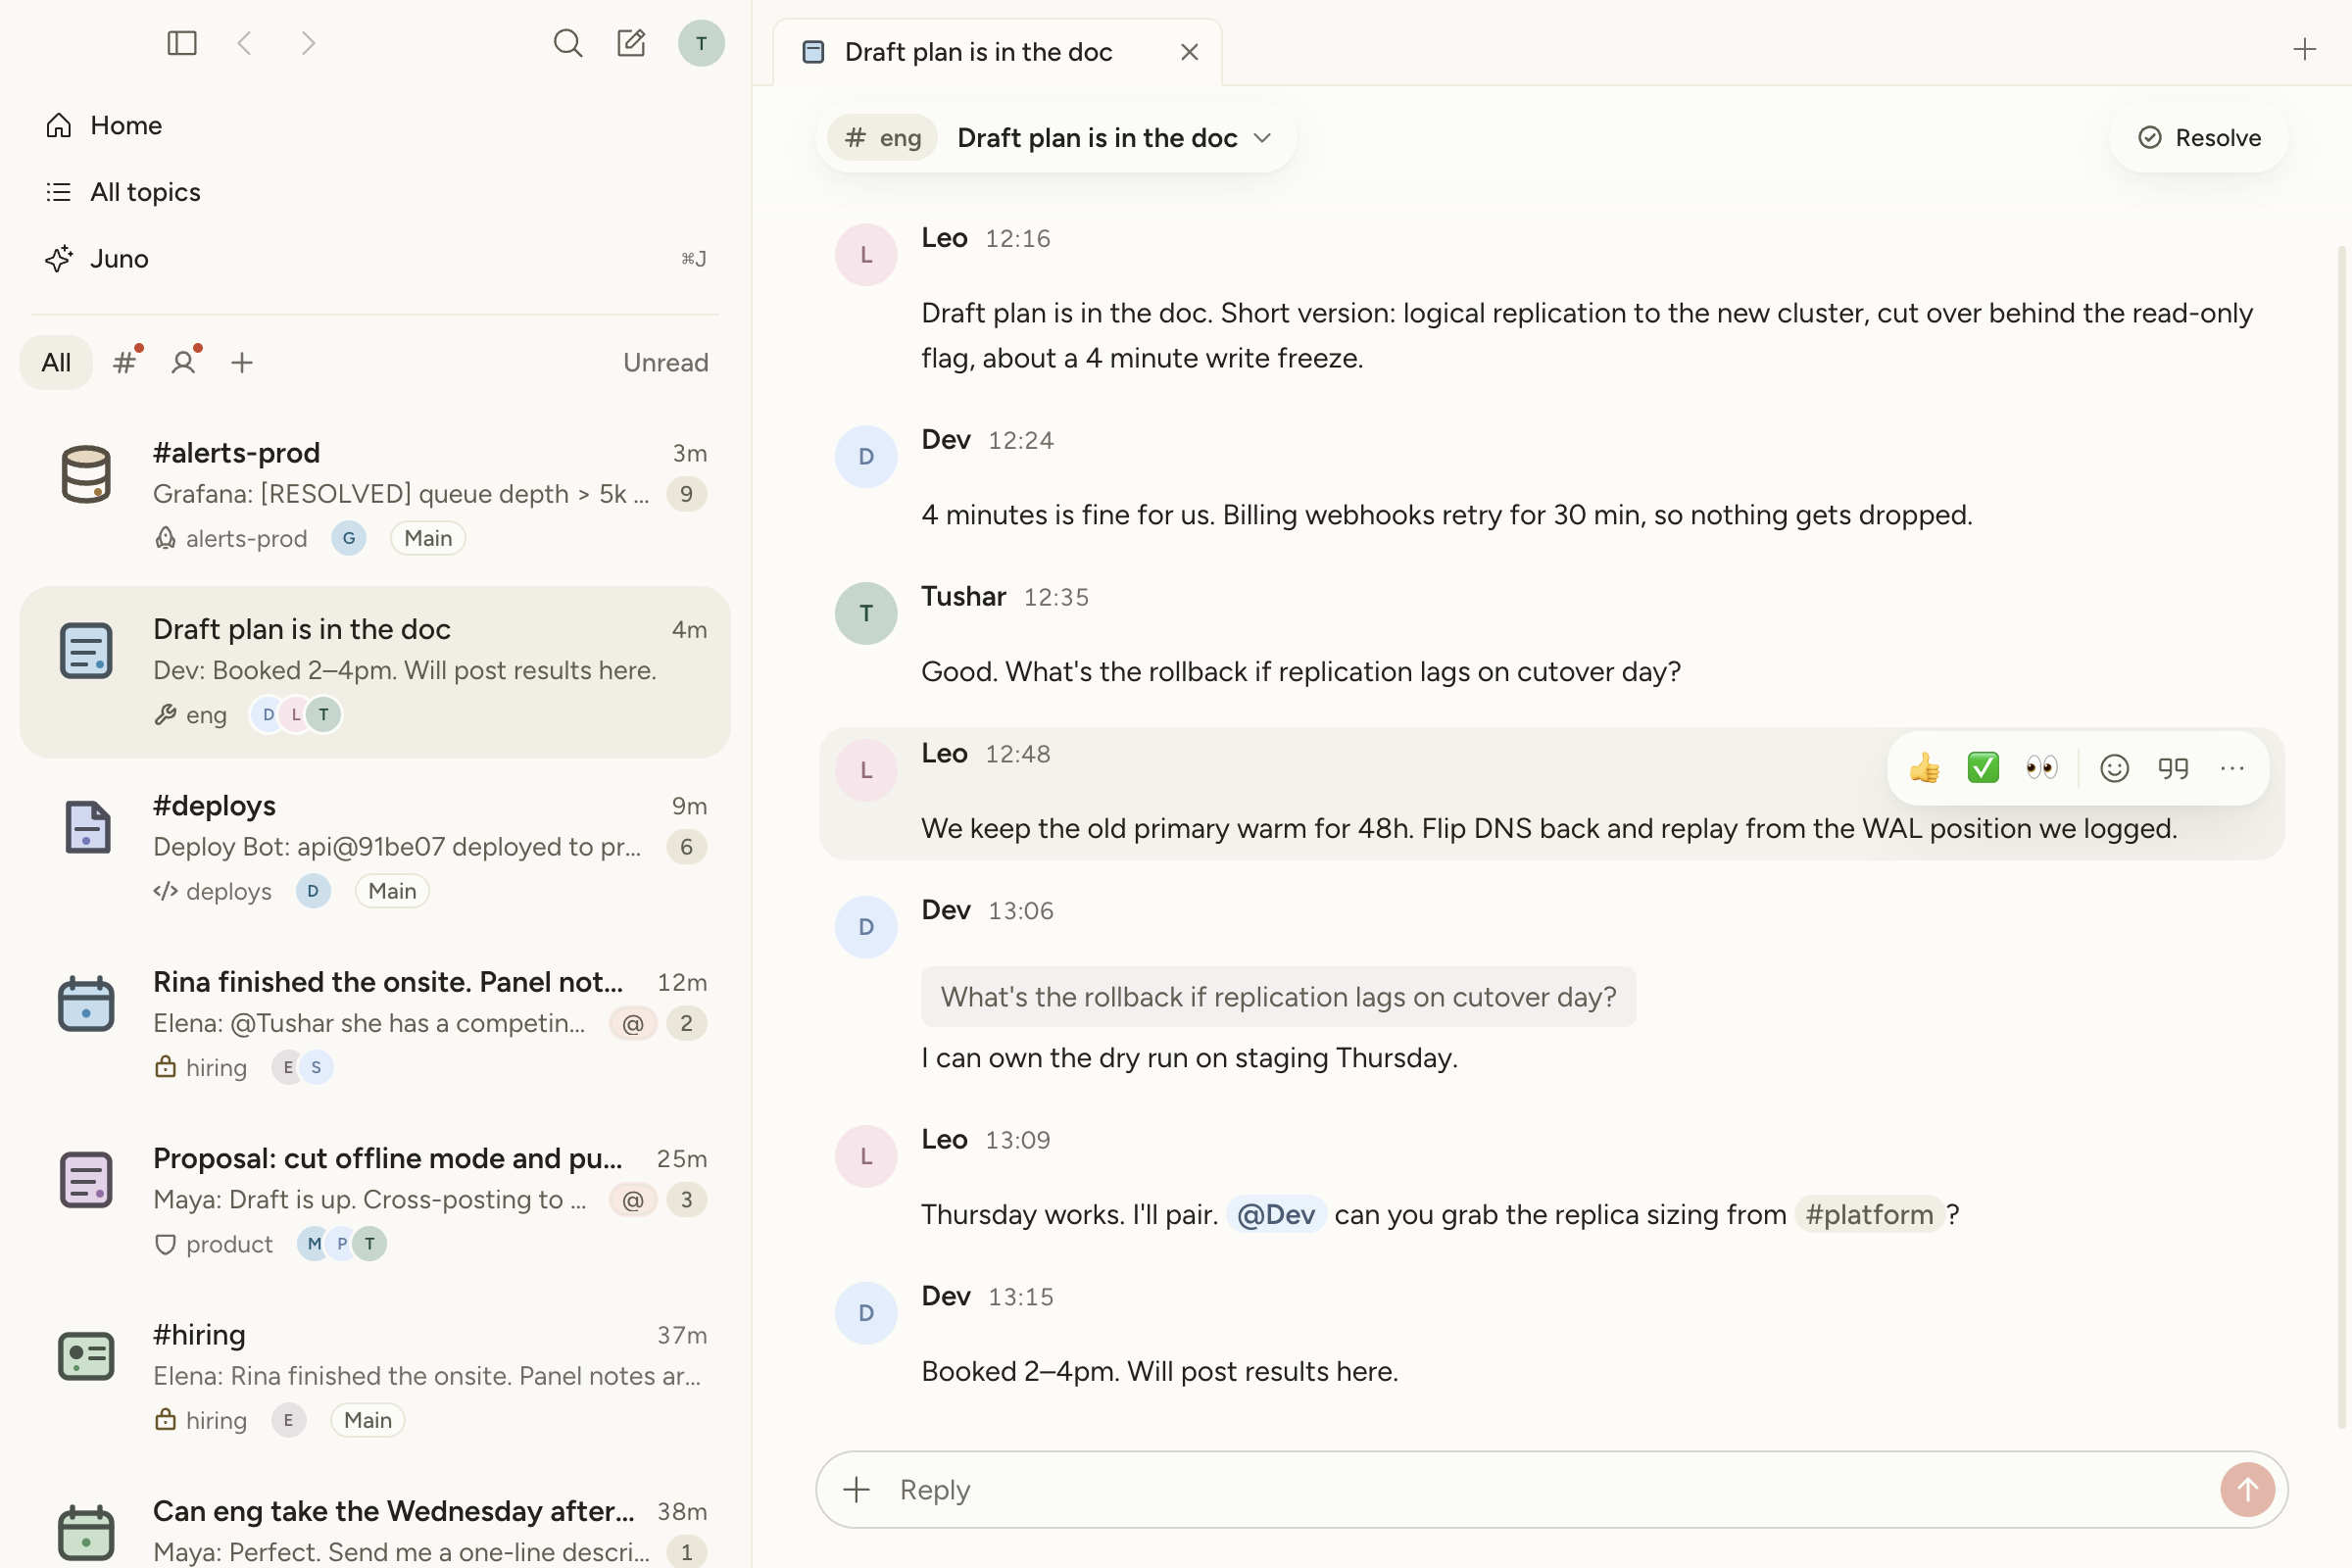 T
Home
All topics
Juno
⌘J
All
Unread
#alerts-prod
3m
Grafana: [RESOLVED] queue depth > 5k ...
9
alerts-prod
G
Main
Draft plan is in the doc
4m
Dev: Booked 2–4pm. Will post results here.
eng
D
L
T
#deploys
9m
Deploy Bot: api@91be07 deployed to pr...
6
deploys
D
Main
Rina finished the onsite. Panel not...
12m
Elena: @Tushar she has a competin...
@
2
hiring
E
S
Proposal: cut offline mode and pu...
25m
Maya: Draft is up. Cross-posting to ...
@
3
product
M
P
T
#hiring
37m
Elena: Rina finished the onsite. Panel notes ar...
hiring
E
Main
Can eng take the Wednesday after...
38m
Maya: Perfect. Send me a one-line descri...
1
Draft plan is in the doc
# eng
Draft plan is in the doc
Resolve
L
Leo 12:16
Draft plan is in the doc. Short version: logical replication to the new cluster, cut over behind the read-only
flag, about a 4 minute write freeze.
D
Dev 12:24
4 minutes is fine for us. Billing webhooks retry for 30 min, so nothing gets dropped.
T
Tushar 12:35
Good. What's the rollback if replication lags on cutover day?
L
Leo 12:48
We keep the old primary warm for 48h. Flip DNS back and replay from the WAL position we logged.
D
Dev 13:06
What's the rollback if replication lags on cutover day?
I can own the dry run on staging Thursday.
L
Leo 13:09
Thursday works. I'll pair. @Dev can you grab the replica sizing from #platform ?
D
Dev 13:15
Booked 2–4pm. Will post results here.
Reply